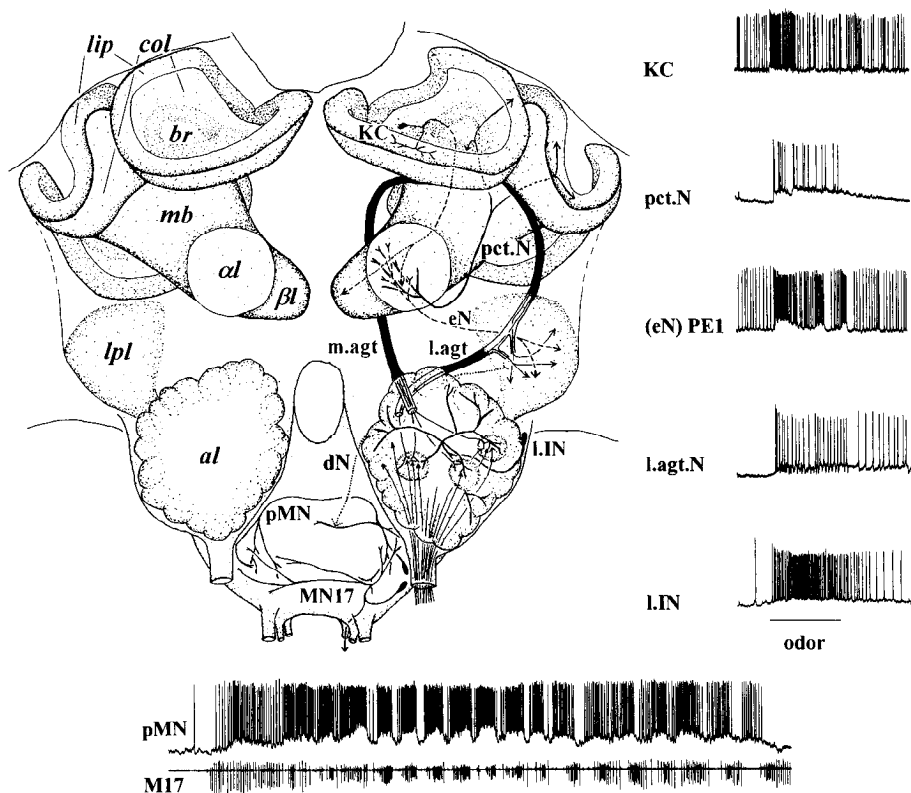 lip col
br
mb
αl
βl
lpl
al
KC
pct.N
eN
m.agt l.agt
l.IN
dN
pMN
MN17
KC
pct.N
(eN) PE1
l.agt.N
l.IN
odor
pMN
M17